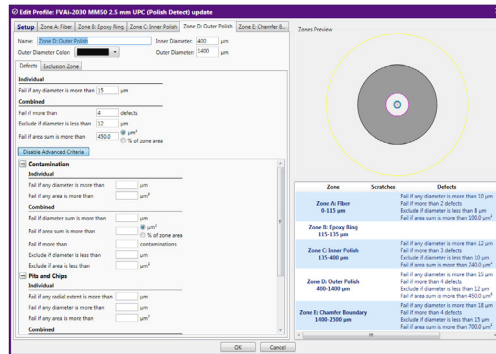 Edit Profile: FVAi-2030 MM50 2.5 mm UPC (Polish Detect) update
Setup Zone A: Fiber Zone B: Epoxy Ring Zone C: Inner Polish Zone D: Outer Polish Zone E: Chamfer B...
Name: Zone D: Outer Polish Inner Diameter: 400 µm
Outer Diameter Color: Outer Diameter: 1400 µm
Defects Exclusion Zone
Individual
Fail if any diameter is more than 15 µm
Combined
Fail if more than 4 defects
Exclude if diameter is less than 12 µm
Fail if area sum is more than 450.0 µm²
% of zone area
Disable Advanced Criteria
Contamination
Individual
Fail if any diameter is more than µm
Fail if any area is more than µm²
Combined
Fail if diameter sum is more than µm
Fail if area sum is more than µm²
% of zone area
Fail if more than contaminations
Exclude if diameter is less than µm
Exclude if area is less than µm²
Pits and Chips
Individual
Fail if any radial extent is more than µm
Fail if any diameter is more than µm
Fail if any area is more than µm²
Combined
Zones Preview
Zone Scratches Defects
Zone A: Fiber
0-115 µm
Fail if any diameter is more than 10 µm
Fail if more than 2 defects
Exclude if diameter is less than 8 µm
Fail if area sum is more than 100.0 µm²
Zone B: Epoxy Ring
115-135 µm
Zone C: Inner Polish
135-400 µm
Fail if any diameter is more than 12 µm
Fail if more than 3 defects
Exclude if diameter is less than 10 µm
Fail if area sum is more than 240.0 µm²
Zone D: Outer Polish
400-1400 µm
Fail if any diameter is more than 15 µm
Fail if more than 4 defects
Exclude if diameter is less than 12 µm
Fail if area sum is more than 450.0 µm²
Zone E: Chamfer Boundary
1400-2500 µm
Fail if any diameter is more than 18 µm
Fail if more than 4 defects
Exclude if diameter is less than 15 µm
Fail if area sum is more than 700.0 µm²
OK Cancel